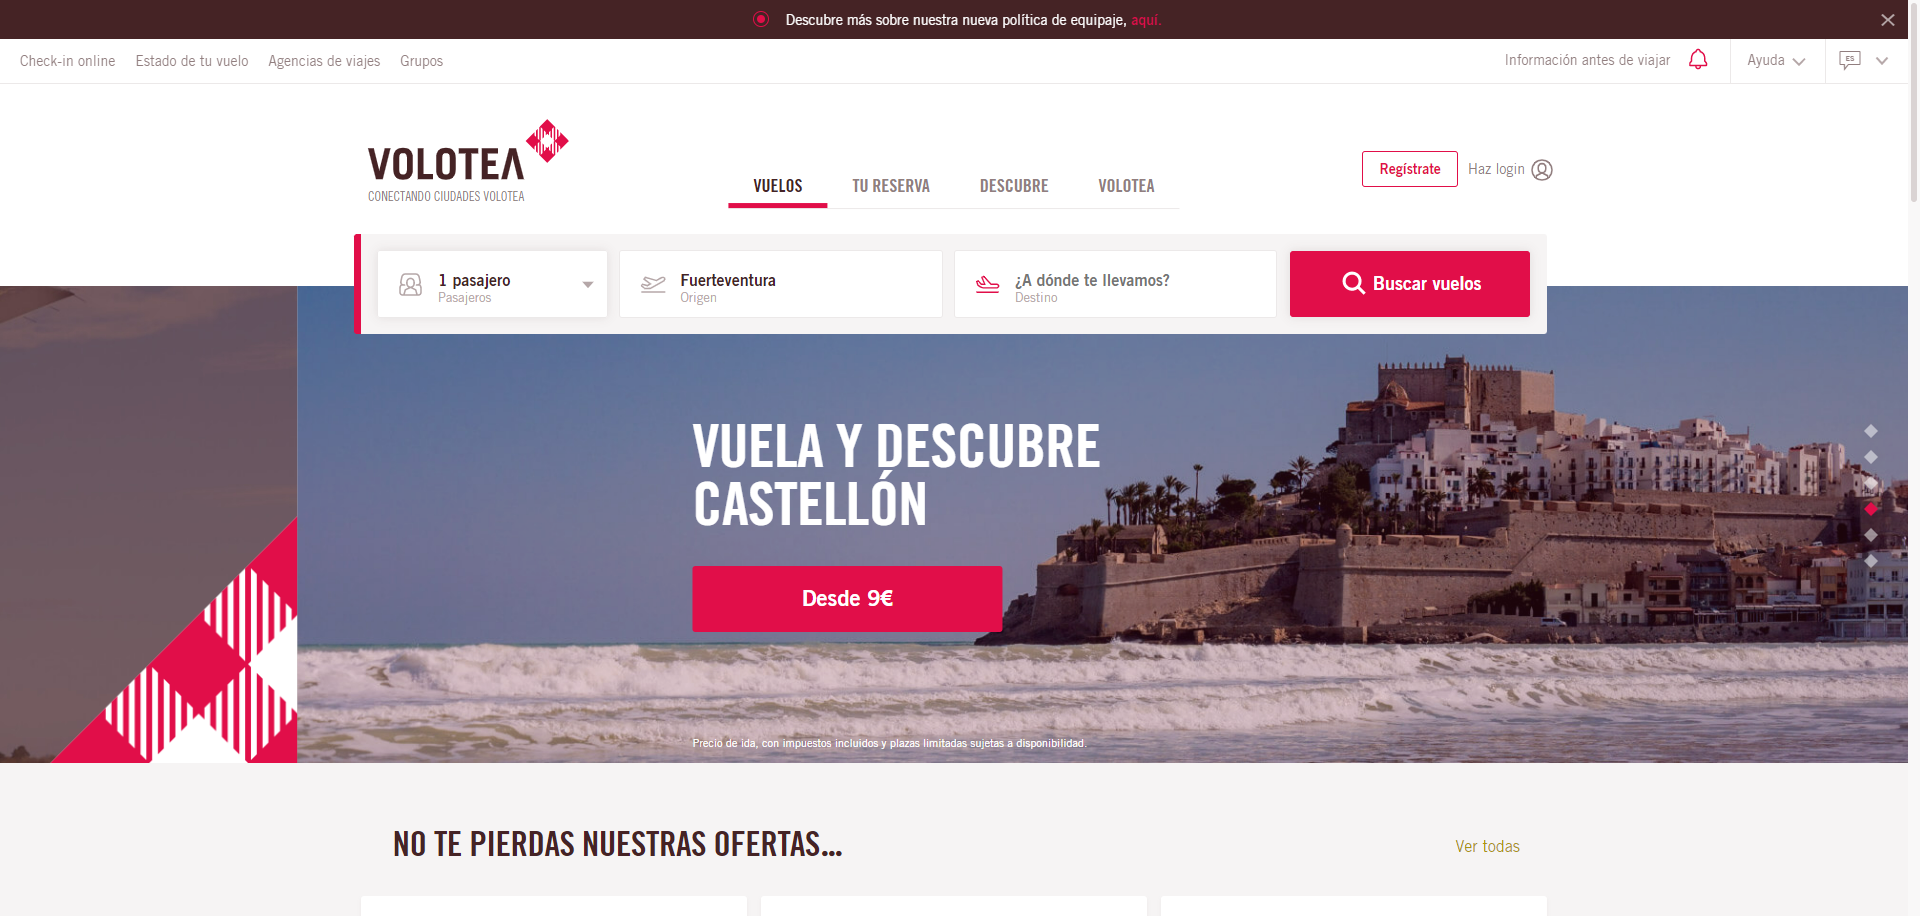 Descubre más sobre nuestra nueva política de equipaje, aquí.
Check-in online Estado de tu vuelo Agencias de viajes Grupos
Información antes de viajar Ayuda ES
VOLOTEA
CONECTANDO CIUDADES VOLOTEA
VUELOS TU RESERVA DESCUBRE VOLOTEA
Regístrate Haz login
1 pasajero
Pasajeros
Fuerteventura
Origen
¿A dónde te llevamos?
Destino
Buscar vuelos
VUELA Y DESCUBRE
CASTELLÓN
Desde 9€
Precio de ida, con impuestos incluidos y plazas limitadas sujetas a disponibilidad.
NO TE PIERDAS NUESTRAS OFERTAS...
Ver todas